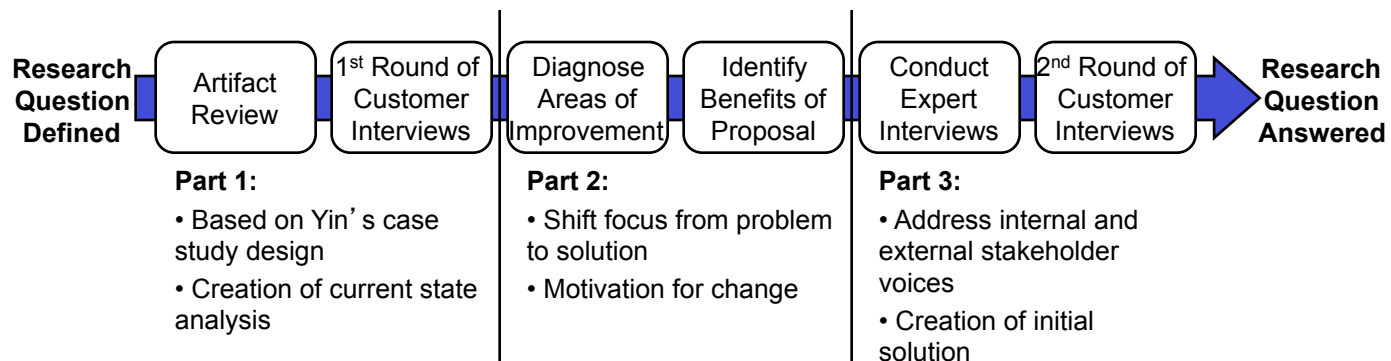 Research
Question
Defined
Artifact
Review
1st Round of
Customer
Interviews
Diagnose
Areas of
Improvement
Identify
Benefits of
Proposal
Conduct
Expert
Interviews
2nd Round of
Customer
Interviews
Research
Question
Answered
Part 1:
• Based on Yin’s case
study design
• Creation of current state
analysis
Part 2:
• Shift focus from problem
to solution
• Motivation for change
Part 3:
• Address internal and
external stakeholder
voices
• Creation of initial
solution